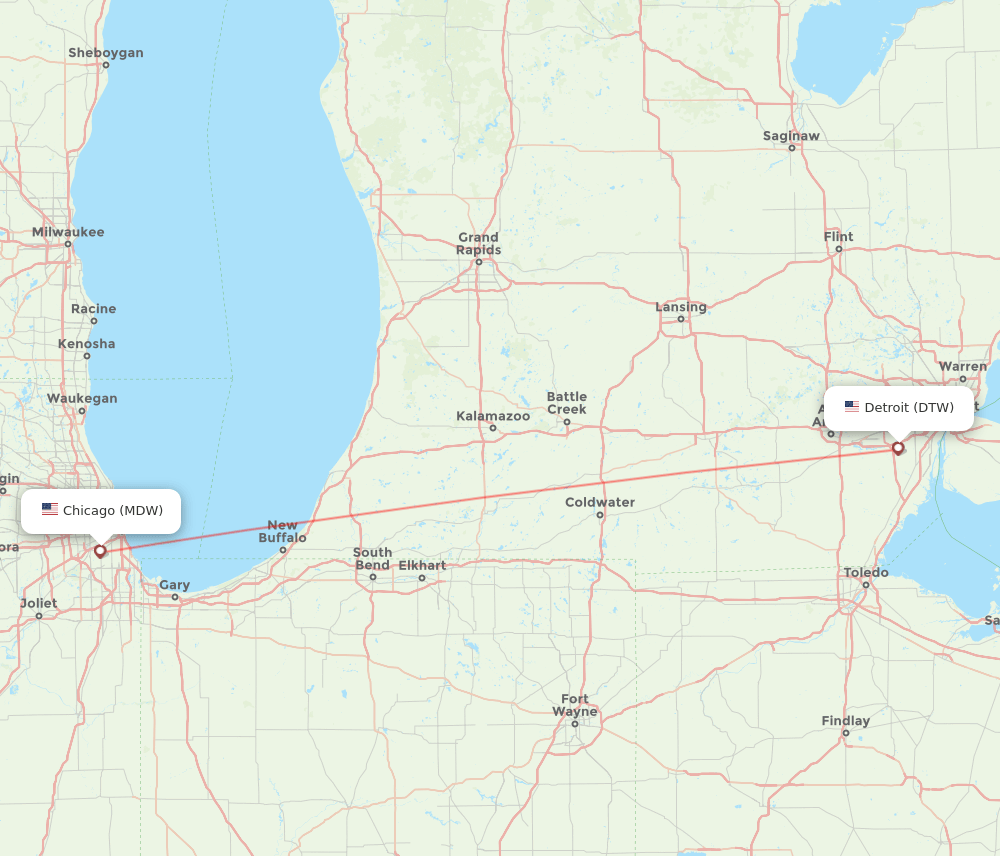 Sheboygan
Saginaw
Milwaukee
Grand
Rapids
Flint
Racine
Lansing
Kenosha
Warren
Waukegan
Battle
Creek
Detroit (DTW)
Kalamazoo
Coldwater
Chicago (MDW)
New
Buffalo
South
Bend
Elkhart
Toledo
Gary
Joliet
Fort
Wayne
Findlay